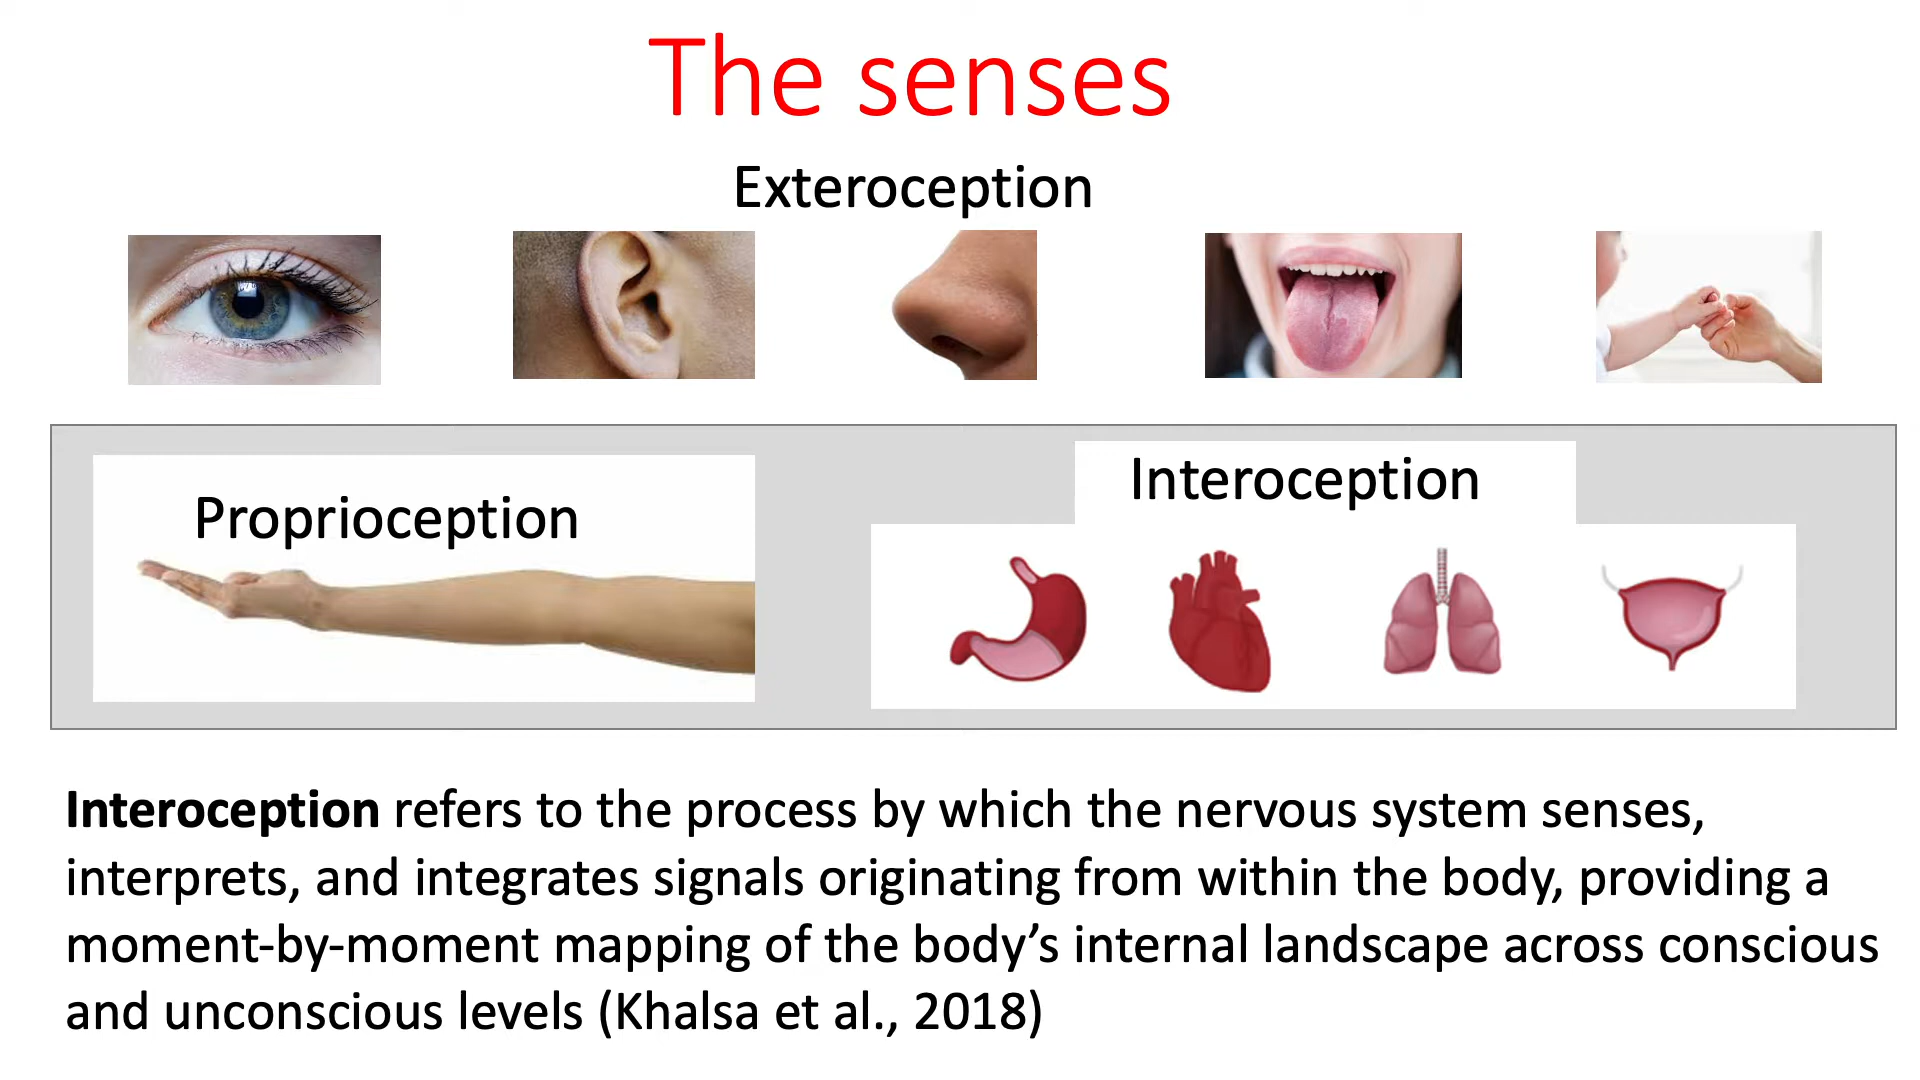 The senses
Exteroception
Proprioception
Interoception
Interoception refers to the process by which the nervous system senses,
interprets, and integrates signals originating from within the body, providing a
moment-by-moment mapping of the body’s internal landscape across conscious
and unconscious levels (Khalsa et al., 2018)